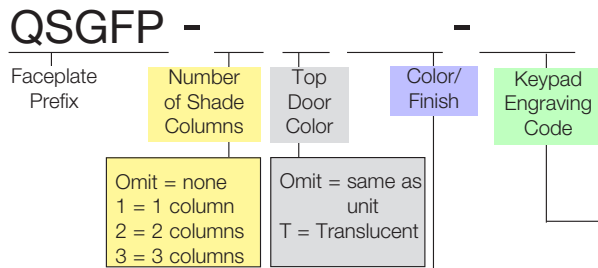 QSGFP - -
Faceplate
Prefix
Number
of Shade
Columns
Top
Door
Color
Color/
Finish
Keypad
Engraving
Code
Omit = none
1 = 1 column
2 = 2 columns
3 = 3 columns
Omit = same as
unit
T = Translucent